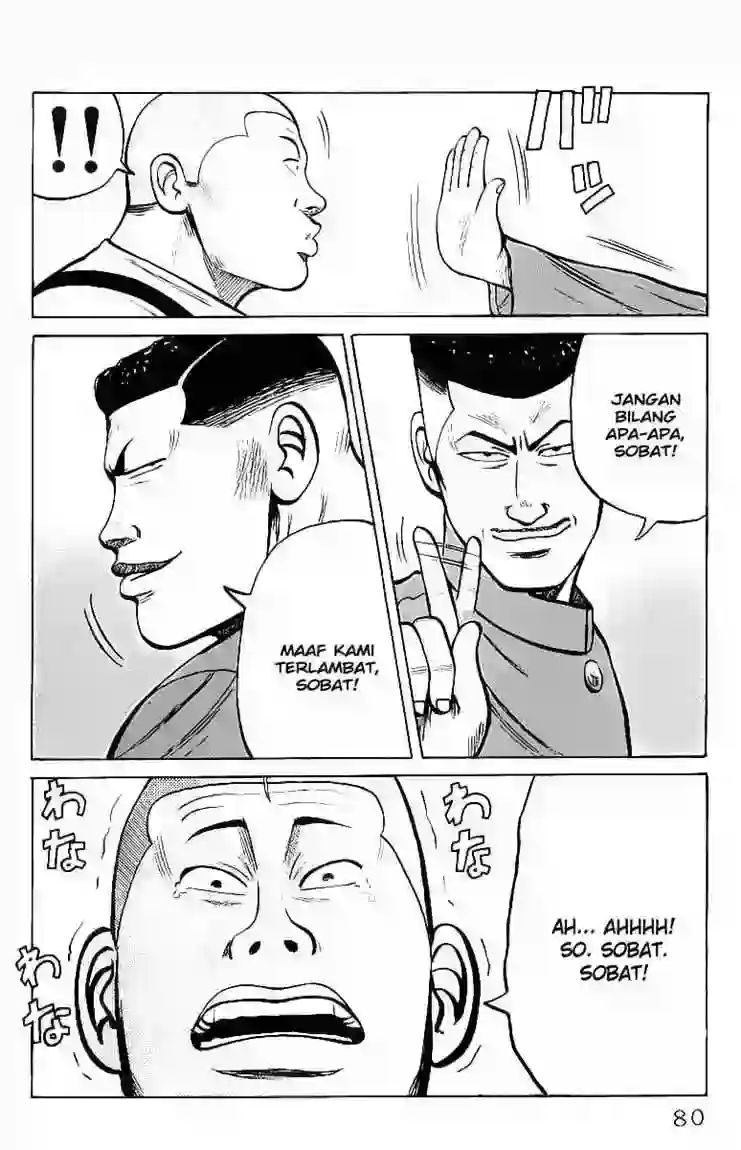 !!
バッ
JANGAN
BILANG
APA-APA,
SOBAT!
MAAF KAMI
TERLAMBAT,
SOBAT!
わな
わな
わな
AH... AHHHH!
SO. SOBAT.
SOBAT!
80